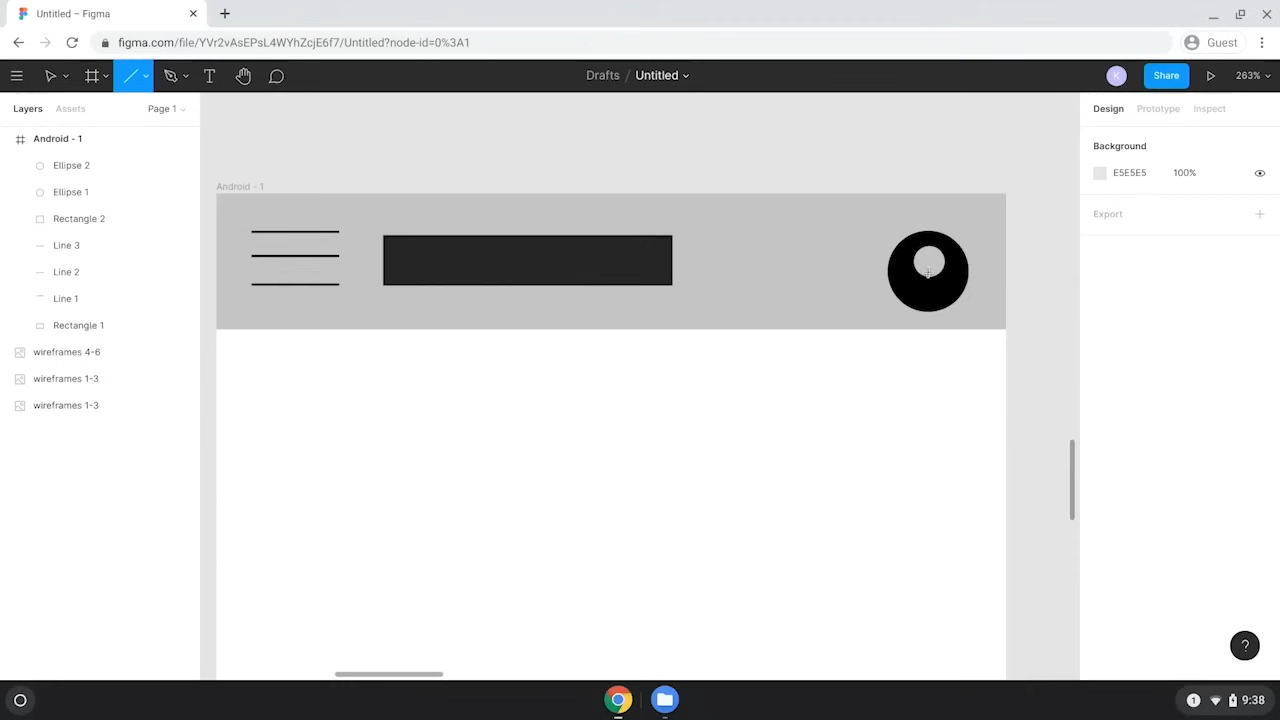 Untitled – Figma
figma.com/file/YVr2vAsEPsL4WYhZcjE6f7/Untitled?node-id=0%3A1
Guest
Drafts / Untitled
K
Share
263%
Layers
Assets
Page 1
Android - 1
Ellipse 2
Ellipse 1
Rectangle 2
Line 3
Line 2
Line 1
Rectangle 1
wireframes 4-6
wireframes 1-3
wireframes 1-3
Android - 1
Design
Prototype
Inspect
Background
E5E5E5
100%
Export
?
1
9:38